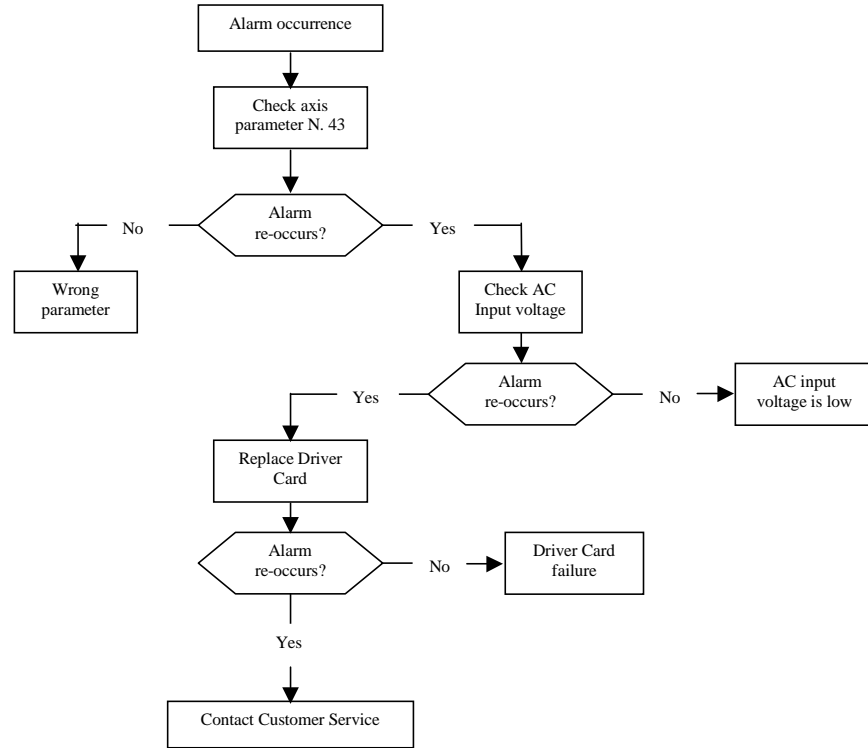 Alarm occurrence
Check axis
parameter N. 43
Alarm
re-occurs?
No
Yes
Wrong
parameter
Check AC
Input voltage
Alarm
re-occurs?
Yes
No
AC input
voltage is low
Replace Driver
Card
Alarm
re-occurs?
No
Driver Card
failure
Yes
Contact Customer Service